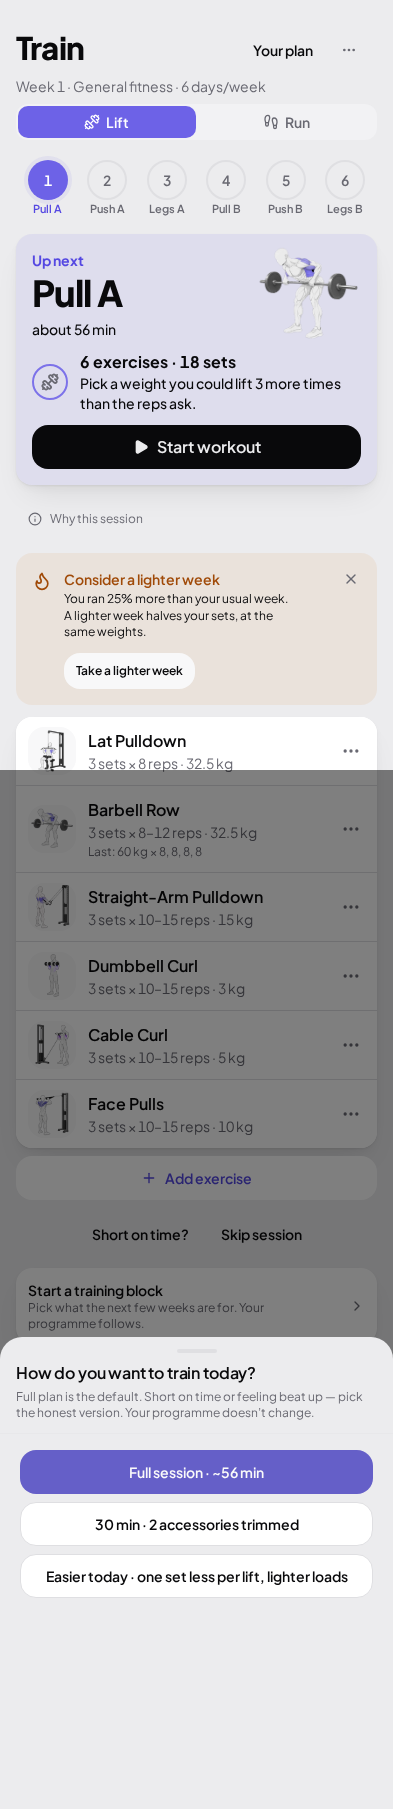 Train
Your plan
Week 1 · General fitness · 6 days/week
Lift
Run
1
2
3
4
5
6
Pull A
Push A
Legs A
Pull B
Push B
Legs B
Up next
Pull A
about 56 min
6 exercises · 18 sets
Pick a weight you could lift 3 more times
than the reps ask.
Start workout
Why this session
Consider a lighter week
You ran 25% more than your usual week.
A lighter week halves your sets, at the
same weights.
Take a lighter week
Lat Pulldown
3 sets × 8 reps · 32.5 kg
Barbell Row
3 sets × 8–12 reps · 32.5 kg
Last: 60 kg × 8, 8, 8, 8
Straight-Arm Pulldown
3 sets × 10–15 reps · 15 kg
Dumbbell Curl
3 sets × 10–15 reps · 3 kg
Cable Curl
3 sets × 10–15 reps · 5 kg
Face Pulls
3 sets × 10–15 reps · 10 kg
Add exercise
Short on time?
Skip session
Start a training block
Pick what the next few weeks are for. Your
programme follows.
How do you want to train today?
Full plan is the default. Short on time or feeling beat up — pick
the honest version. Your programme doesn't change.
Full session · ~56 min
30 min · 2 accessories trimmed
Easier today · one set less per lift, lighter loads